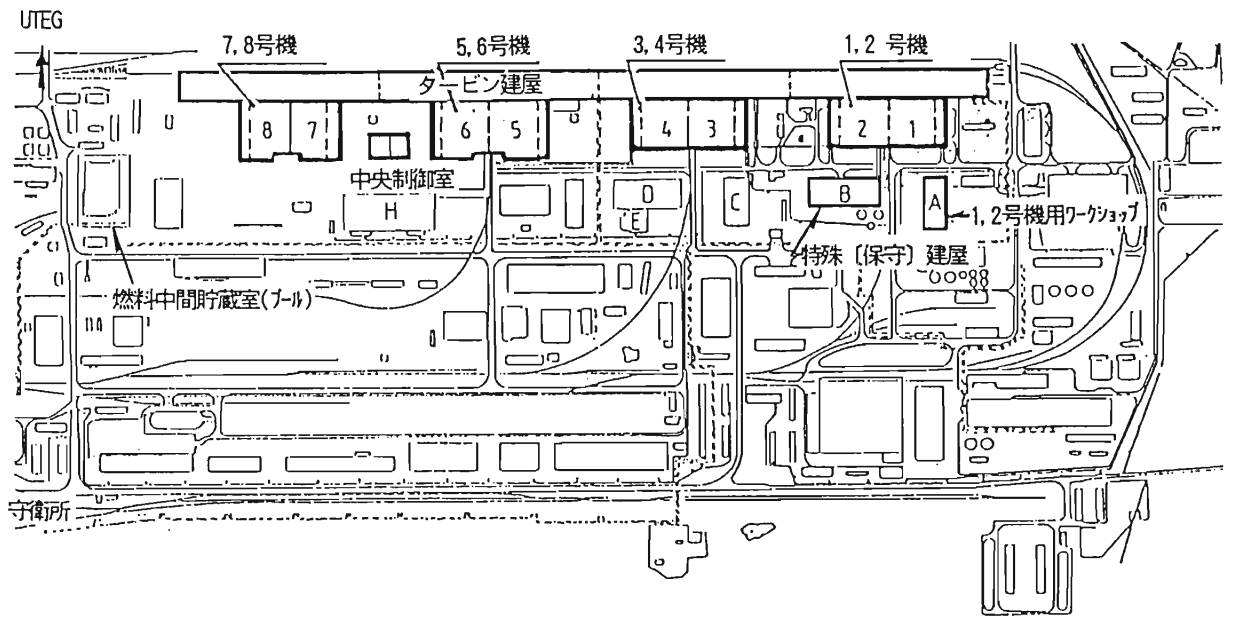 UTEG
7,8号機
5,6号機
3,4号機
1,2 号機
タービン建屋
8
7
6
5
4
3
2
1
中央制御室
H
D
E
C
B
A
1,2号機用ワークショップ
特殊〔保守〕建屋
燃料中間貯蔵室(プール)
守衛所